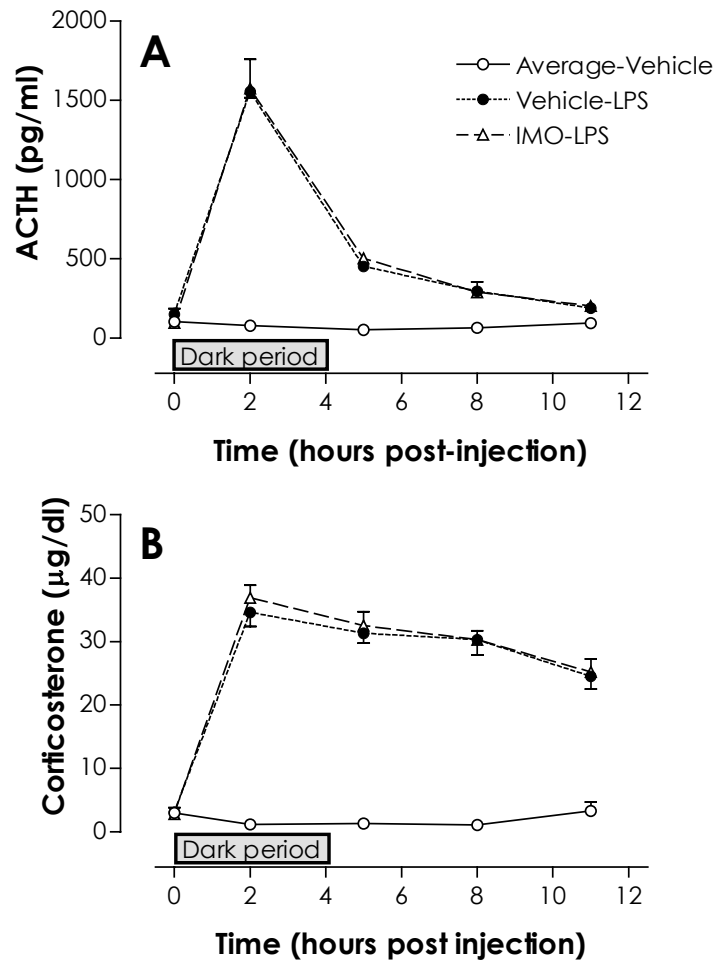 A
Average-Vehicle
Vehicle-LPS
IMO-LPS
ACTH (pg/ml)
2000
1500
1000
500
0
Dark period
0 2 4 6 8 10 12
Time (hours post-injection)
B
Corticosterone (µg/dl)
50
40
30
20
10
0
Dark period
0 2 4 6 8 10 12
Time (hours post injection)